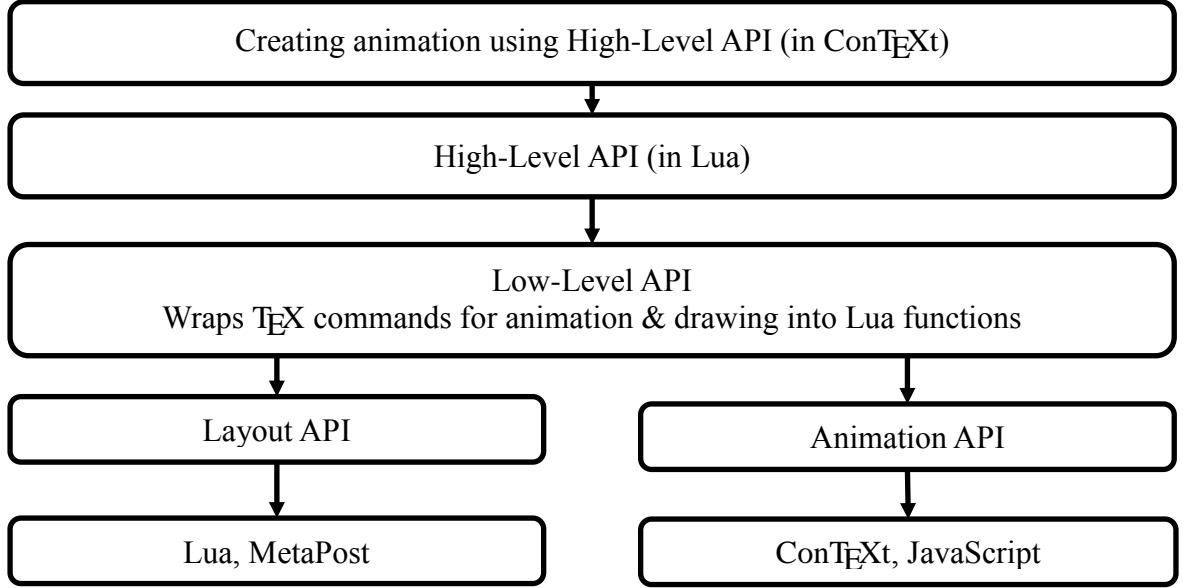 Creating animation using High-Level API (in ConTEXt)
High-Level API (in Lua)
Low-Level API
Wraps TEX commands for animation & drawing into Lua functions
Layout API
Animation API
Lua, MetaPost
ConTEXt, JavaScript